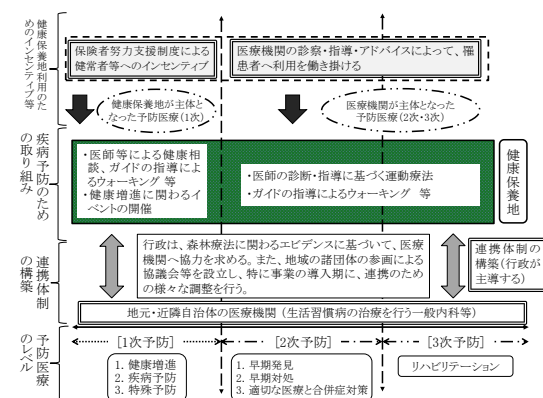 健康保養地利用のた
めのインセンティブ等
保険者努力支援制度による
健常者等へのインセンティブ
医療機関の診察・指導・アドバイスによって、罹
患者へ利用を働き掛ける
健康保養地が主体と
なった予防医療(1次)
医療機関が主体となった
予防医療(2次・3次)
疾病予防のため
の取り組み
・医師等による健康相
談、ガイドの指導に
よるウォーキング 等
・健康増進に関わるイ
ベントの開催
・医師の診断・指導に基づく運動療法
・ガイドの指導によるウォーキング 等
健康保養地
連携体制
の構築
行政は、森林療法に関わるエビデンスに基づいて、医療
機関へ協力を求める。また、地域の諸団体の参画による
協議会等を設立し、特に事業の導入期に、連携のため
の様々な調整を行う。
連携体制の
構築(行政が
主導する)
地元・近隣自治体の医療機関 (生活習慣病の治療を行う一般内科等)
予防医療
のレベル
[1次予防]
[2次予防]
[3次予防]
1. 健康増進
2. 疾病予防
3. 特殊予防
1. 早期発見
2. 早期対処
3. 適切な医療と合併症対策
リハビリテーション